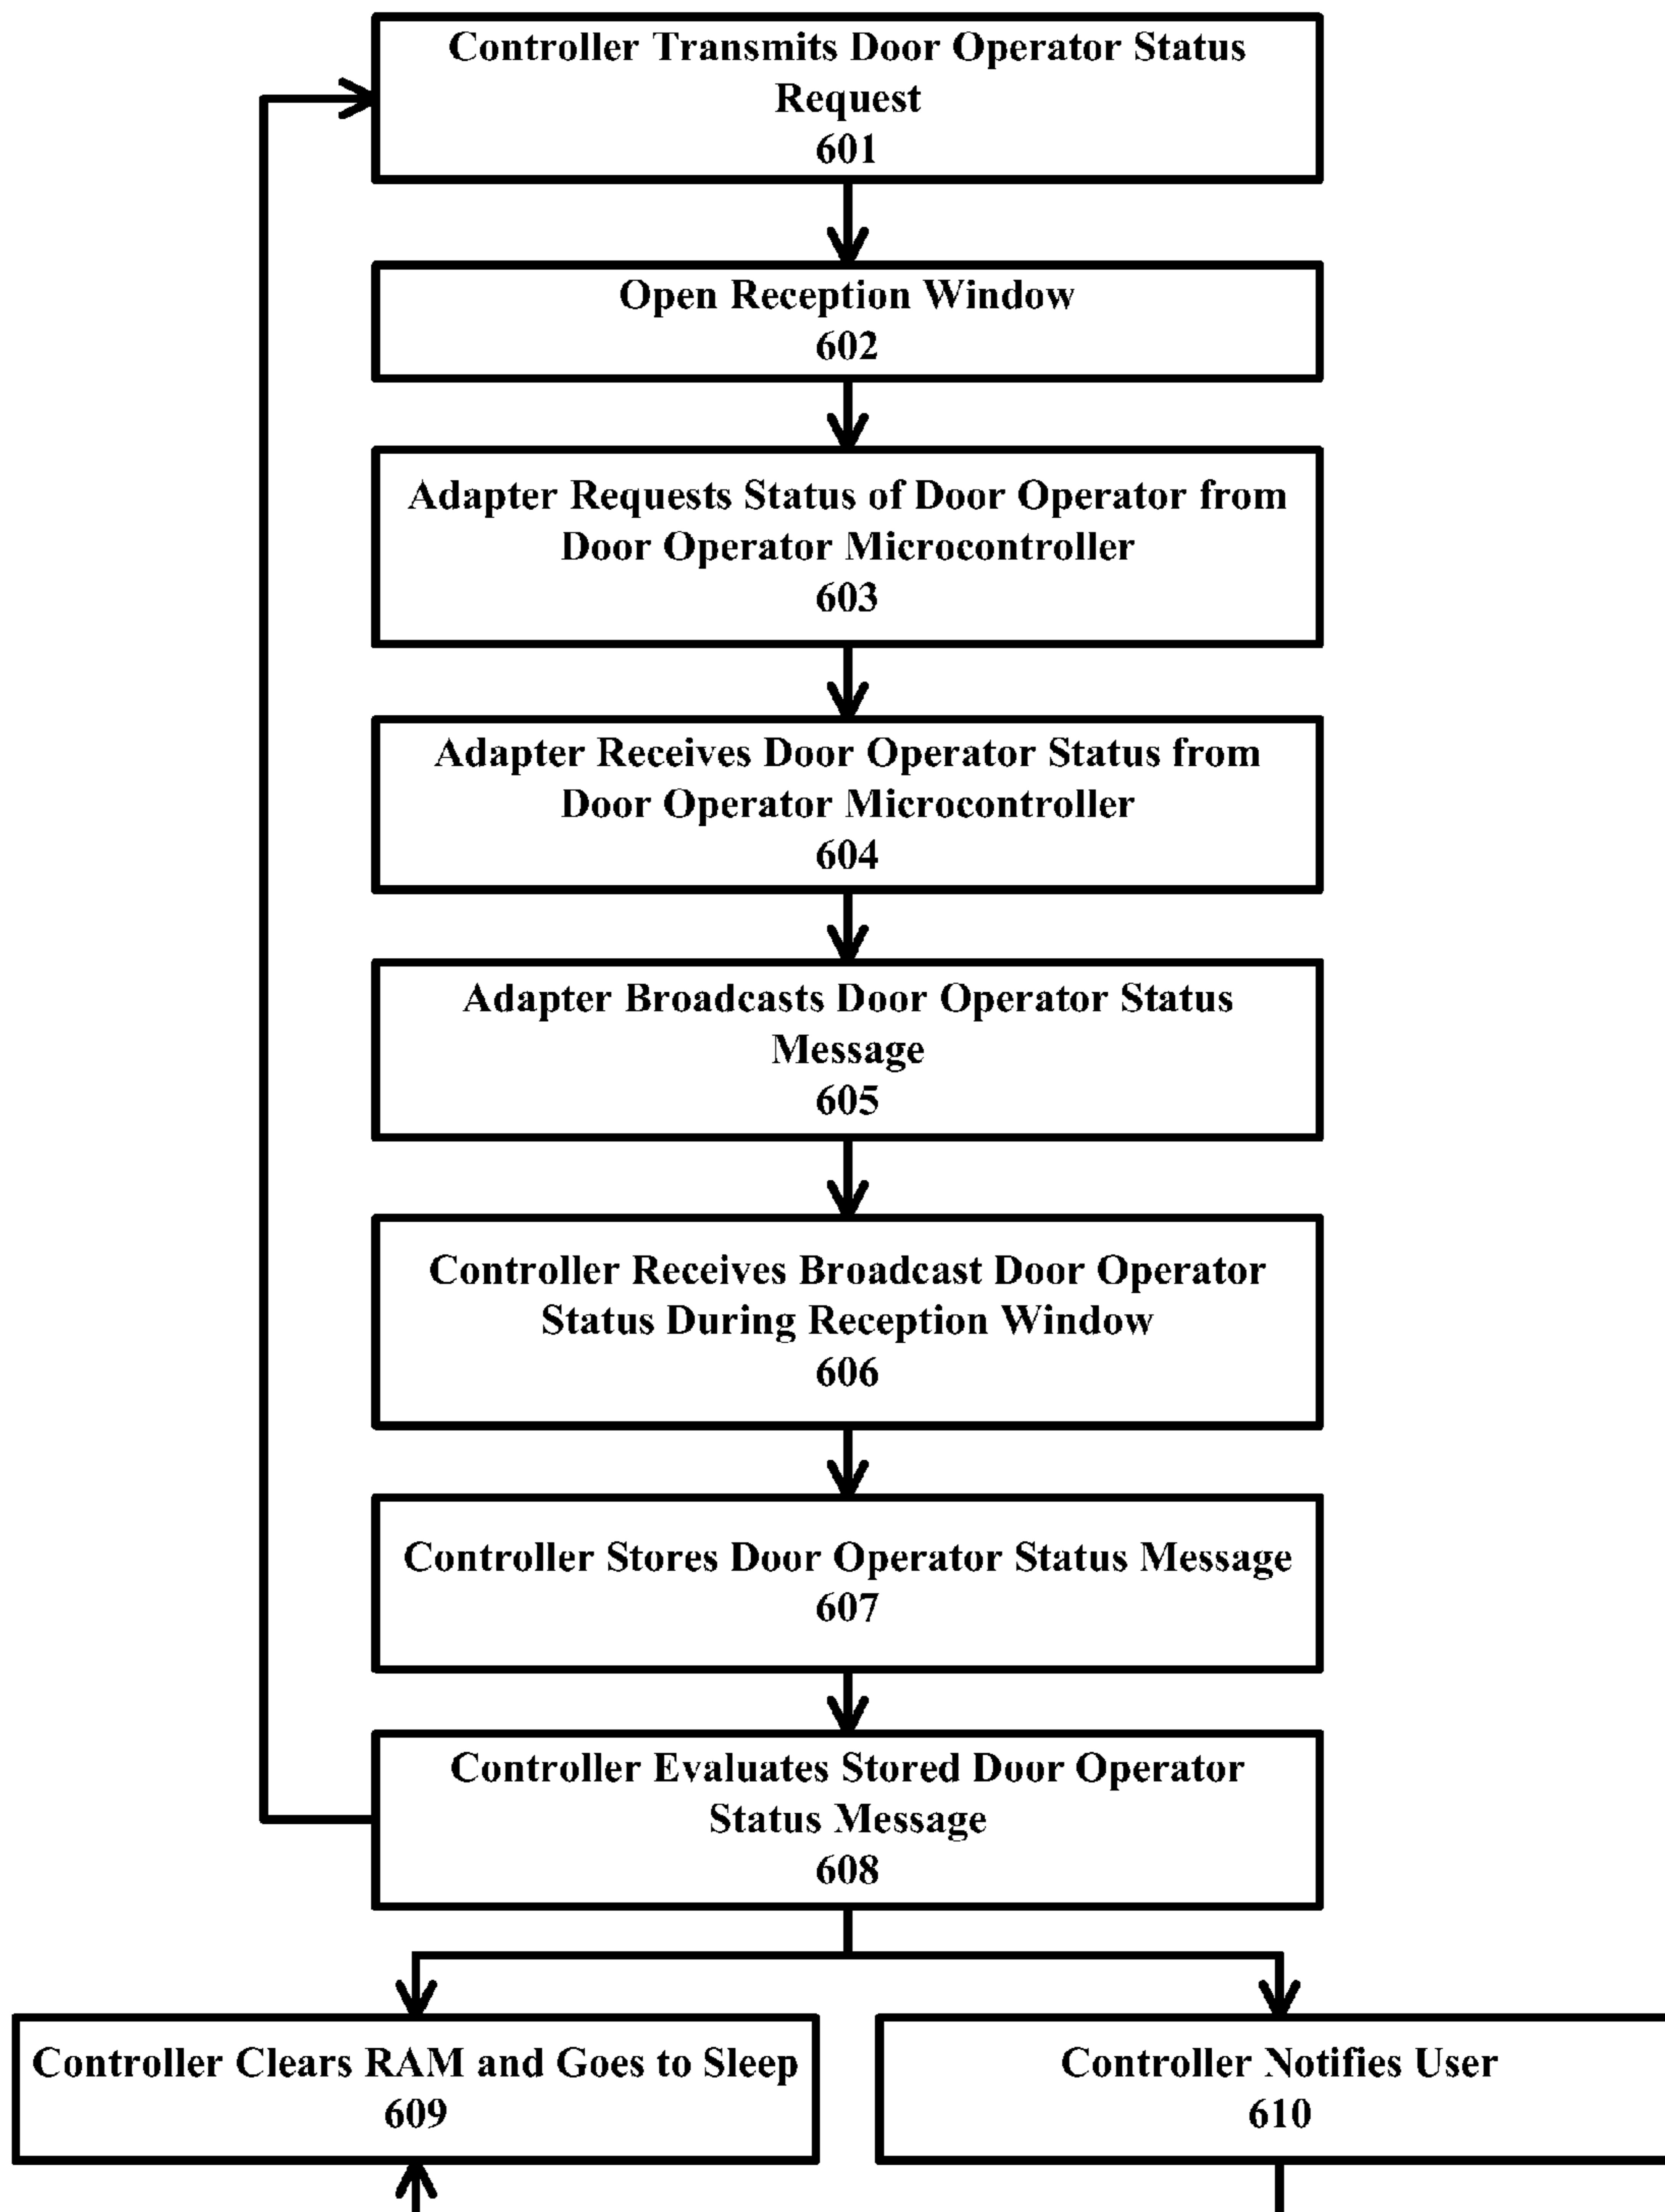 Controller Transmits Door Operator Status
Request
601
Open Reception Window
602
Adapter Requests Status of Door Operator from
Door Operator Microcontroller
603
Adapter Receives Door Operator Status from
Door Operator Microcontroller
604
Adapter Broadcasts Door Operator Status
Message
605
Controller Receives Broadcast Door Operator
Status During Reception Window
606
Controller Stores Door Operator Status Message
607
Controller Evaluates Stored Door Operator
Status Message
608
Controller Clears RAM and Goes to Sleep
609
Controller Notifies User
610